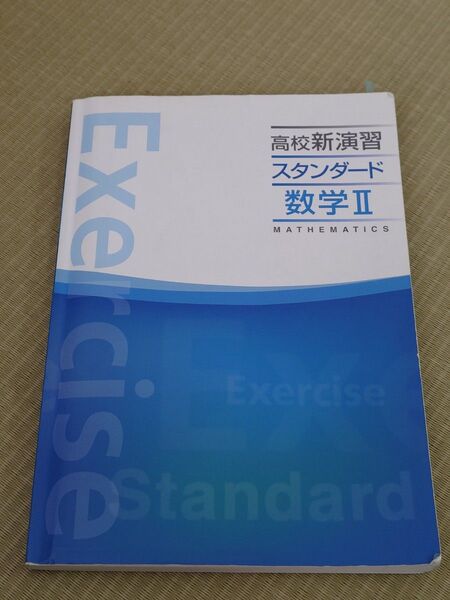 Exercise
高校新演習
スタンダード
数学Ⅱ
MATHEMATICS
Exe
Exercise
Standard